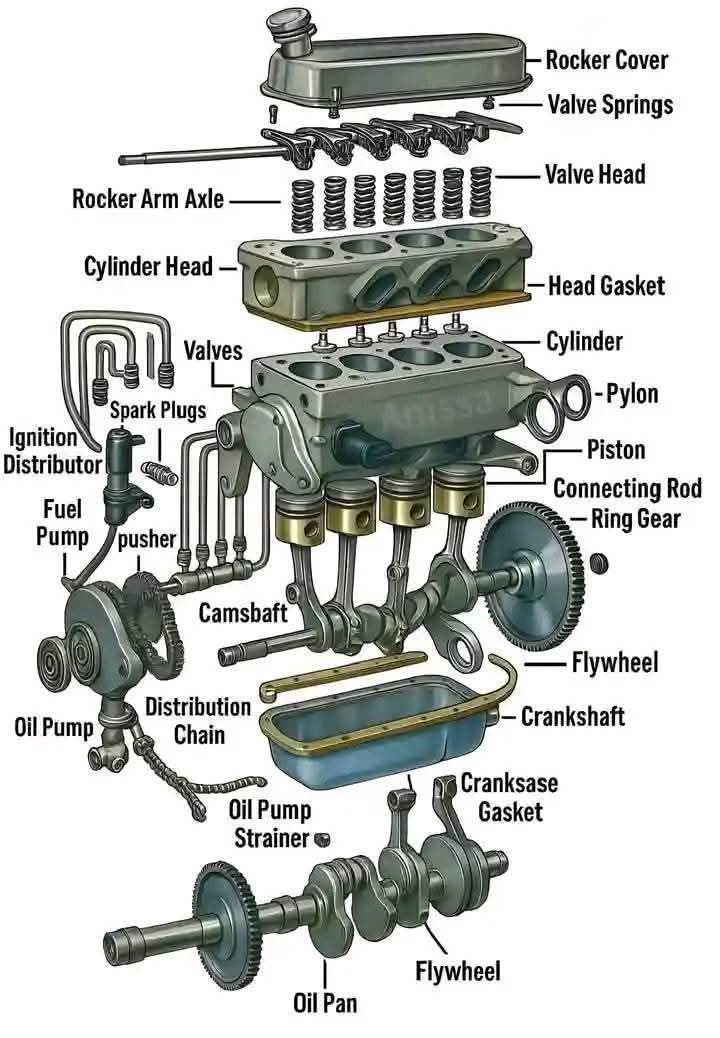 Rocker Cover
Valve Springs
Valve Head
Rocker Arm Axle
Cylinder Head
Head Gasket
Cylinder
Valves
Anissa
Pylon
Spark Plugs
Ignition
Distributor
Piston
Connecting Rod
Ring Gear
Fuel
Pump
pusher
Camsbaft
Flywheel
Distribution
Chain
Oil Pump
Crankshaft
Cranksase
Gasket
Oil Pump
Strainer
Flywheel
Oil Pan